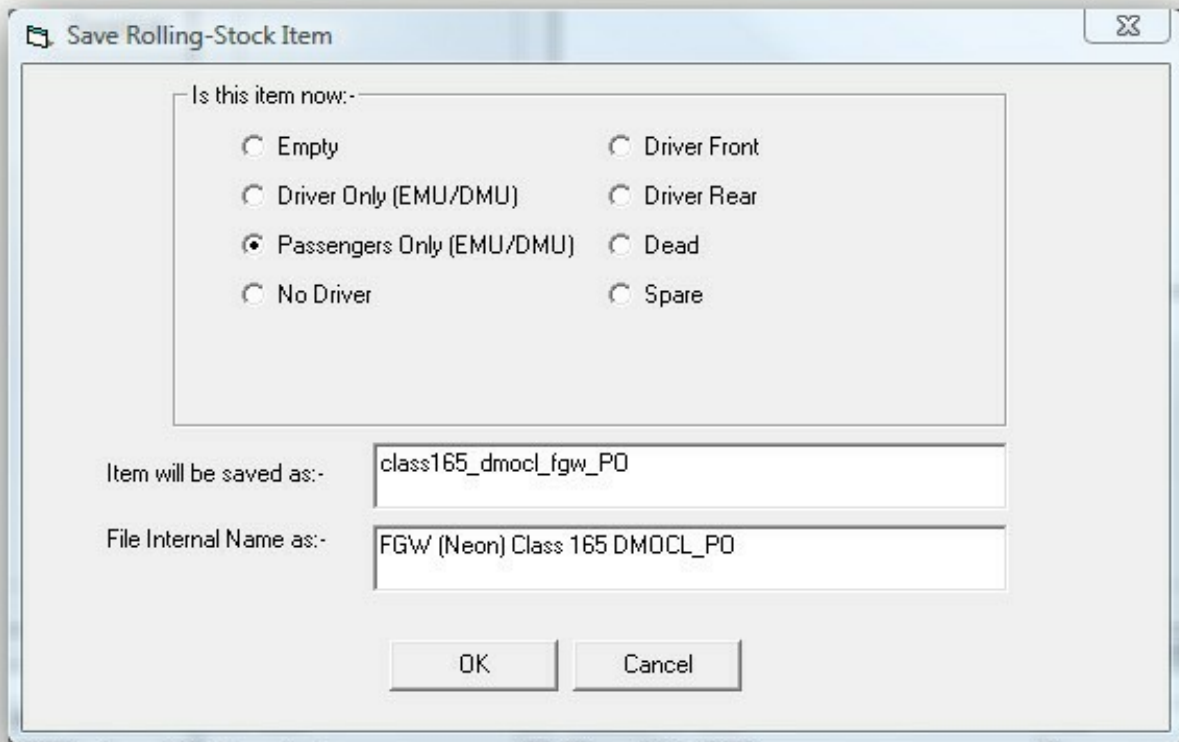 Save Rolling-Stock Item
Is this item now:-
Empty
Driver Front
Driver Only (EMU/DMU)
Driver Rear
Passengers Only (EMU/DMU)
Dead
No Driver
Spare
Item will be saved as:-
class165_dmocl_fgw_PO
File Internal Name as:-
FGW (Neon) Class 165 DMOCL_PO
OK
Cancel